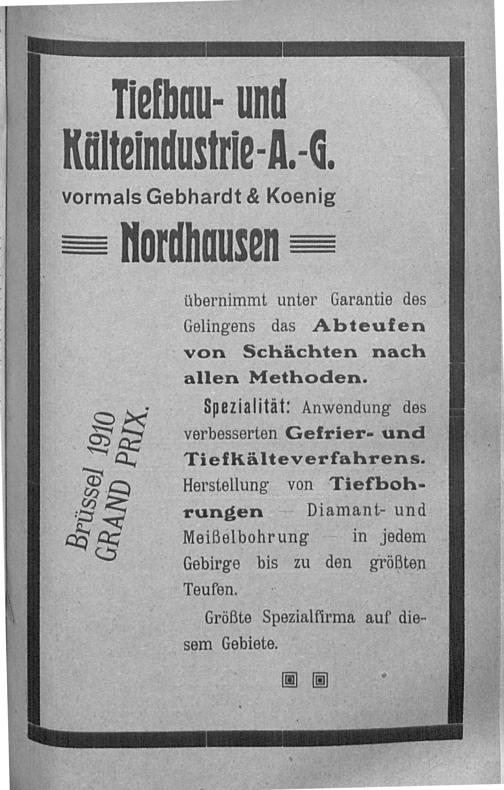 Tiefbau- und
Kälteindustrie-A.-G.
vormals Gebhardt & Koenig
Nordhausen
übernimmt unter Garantie des
Gelingens das Abteufen
von Schächten nach
allen Methoden.
Spezialität: Anwendung des
verbesserten Gefrier- und
Tiefkälteverfahrens.
Herstellung von Tiefboh-
rungen — Diamant- und
Meißelbohrung — in jedem
Gebirge bis zu den größten
Teufen.
Größte Spezialfirma auf die-
sem Gebiete.
Brüssel 1910
GRAND PRIX.